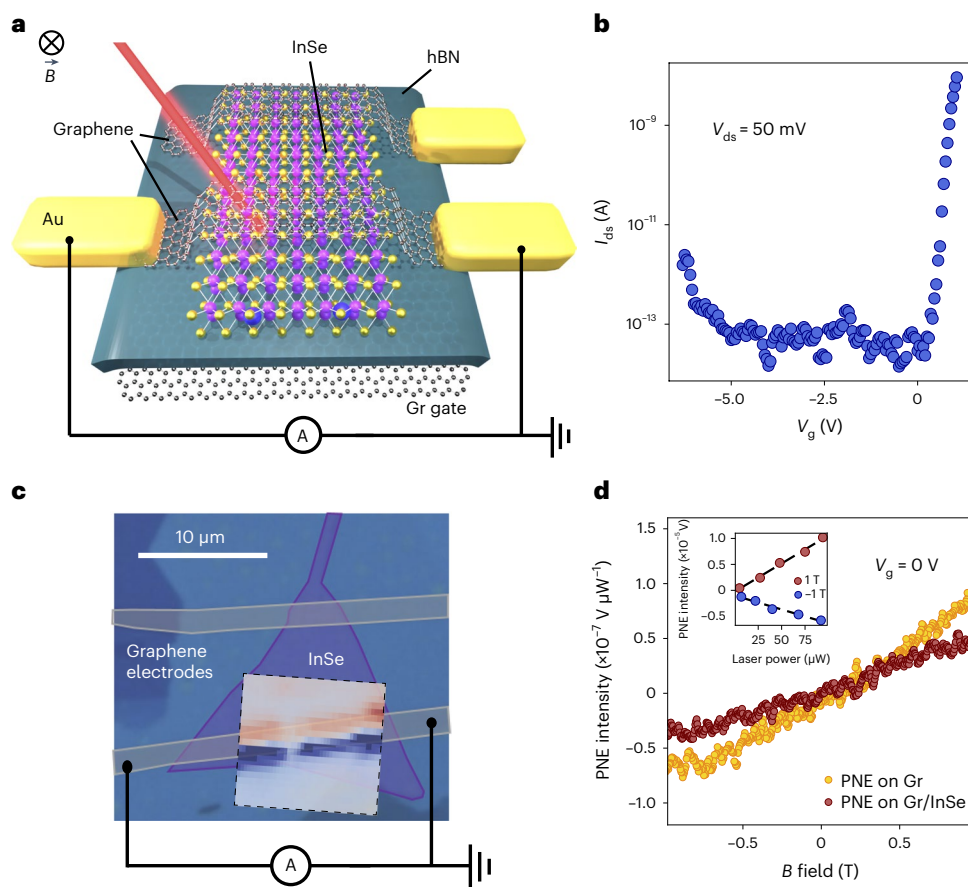 a
B
InSe
hBN
Graphene
Au
Gr gate
A
b
V_ds = 50 mV
10⁻⁹
10⁻¹¹
10⁻¹³
I_ds (A)
−5.0
−2.5
0
V_g (V)
c
10 µm
Graphene
electrodes
InSe
A
d
1.5
1.0
0.5
0
−0.5
−1.0
PNE intensity (×10⁻⁷ V µW⁻¹)
PNE intensity (×10⁻⁵ V)
1.0
0.5
0
−0.5
1 T
−1 T
25
50
75
Laser power (µW)
V_g = 0 V
PNE on Gr
PNE on Gr/InSe
−0.5
0
0.5
B field (T)